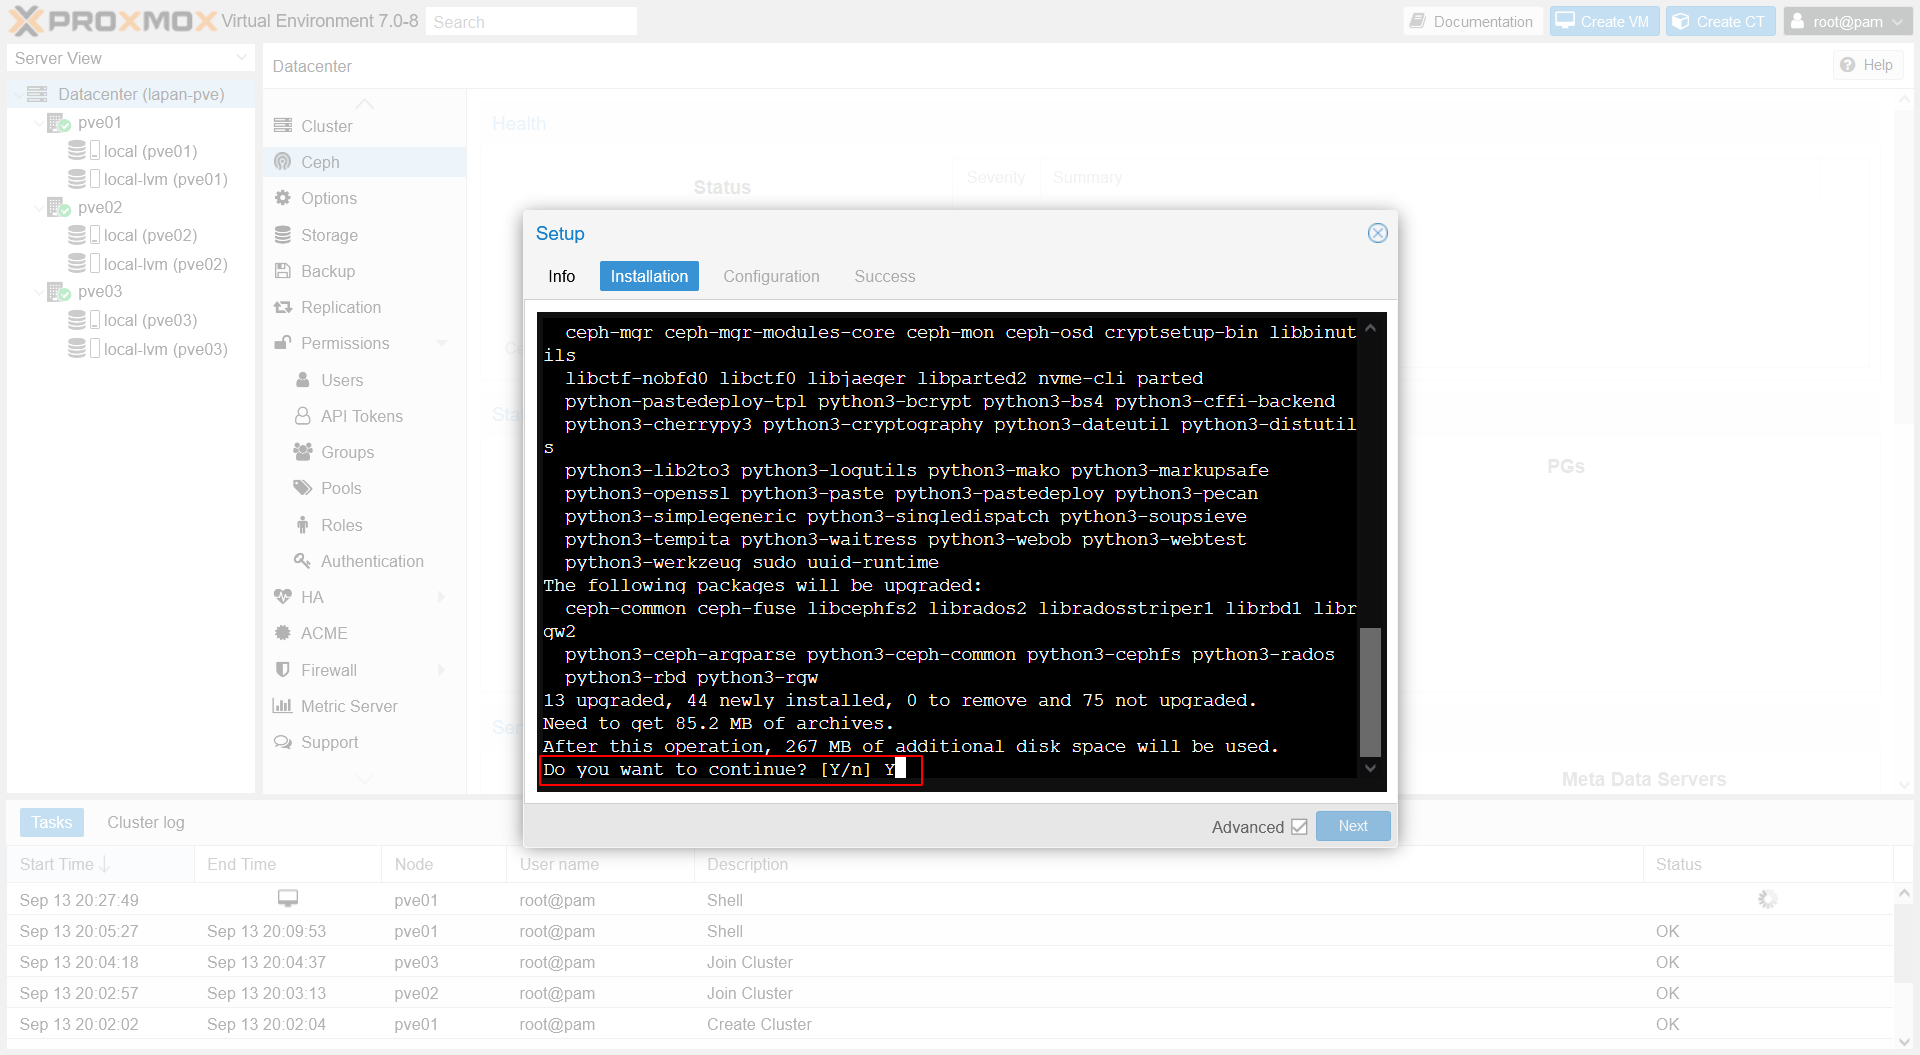 PROXMOX Virtual Environment 7.0-8
Search
Documentation
Create VM
Create CT
root@pam
Server View
Datacenter (lapan-pve)
pve01
local (pve01)
local-lvm (pve01)
pve02
local (pve02)
local-lvm (pve02)
pve03
local (pve03)
local-lvm (pve03)
Datacenter
Help
Cluster
Ceph
Options
Storage
Backup
Replication
Permissions
Users
API Tokens
Groups
Pools
Roles
Authentication
HA
ACME
Firewall
Metric Server
Support
Health
Status
Severity
Summary
PGs
Meta Data Servers
Setup
Info
Installation
Configuration
Success
ceph-mgr ceph-mgr-modules-core ceph-mon ceph-osd cryptsetup-bin libbinut
ils
libctf-nobfd0 libctf0 libjaeger libparted2 nvme-cli parted
python-pastedeploy-tpl python3-bcrypt python3-bs4 python3-cffi-backend
python3-cherrypy3 python3-cryptography python3-dateutil python3-distutil
s
python3-lib2to3 python3-logutils python3-mako python3-markupsafe
python3-openssl python3-paste python3-pastedeploy python3-pecan
python3-simplegeneric python3-singledispatch python3-soupsieve
python3-tempita python3-waitress python3-webob python3-webtest
python3-werkzeug sudo uuid-runtime
The following packages will be upgraded:
ceph-common ceph-fuse libcephfs2 librados2 libradosstriper1 librbd1 libr
gw2
python3-ceph-argparse python3-ceph-common python3-cephfs python3-rados
python3-rbd python3-rgw
13 upgraded, 44 newly installed, 0 to remove and 75 not upgraded.
Need to get 85.2 MB of archives.
After this operation, 267 MB of additional disk space will be used.
Do you want to continue? [Y/n] Y
Advanced
Next
Tasks
Cluster log
Start Time
End Time
Node
User name
Description
Status
Sep 13 20:27:49 pve01 root@pam Shell
Sep 13 20:05:27 Sep 13 20:09:53 pve01 root@pam Shell OK
Sep 13 20:04:18 Sep 13 20:04:37 pve03 root@pam Join Cluster OK
Sep 13 20:02:57 Sep 13 20:03:13 pve02 root@pam Join Cluster OK
Sep 13 20:02:02 Sep 13 20:02:04 pve01 root@pam Create Cluster OK